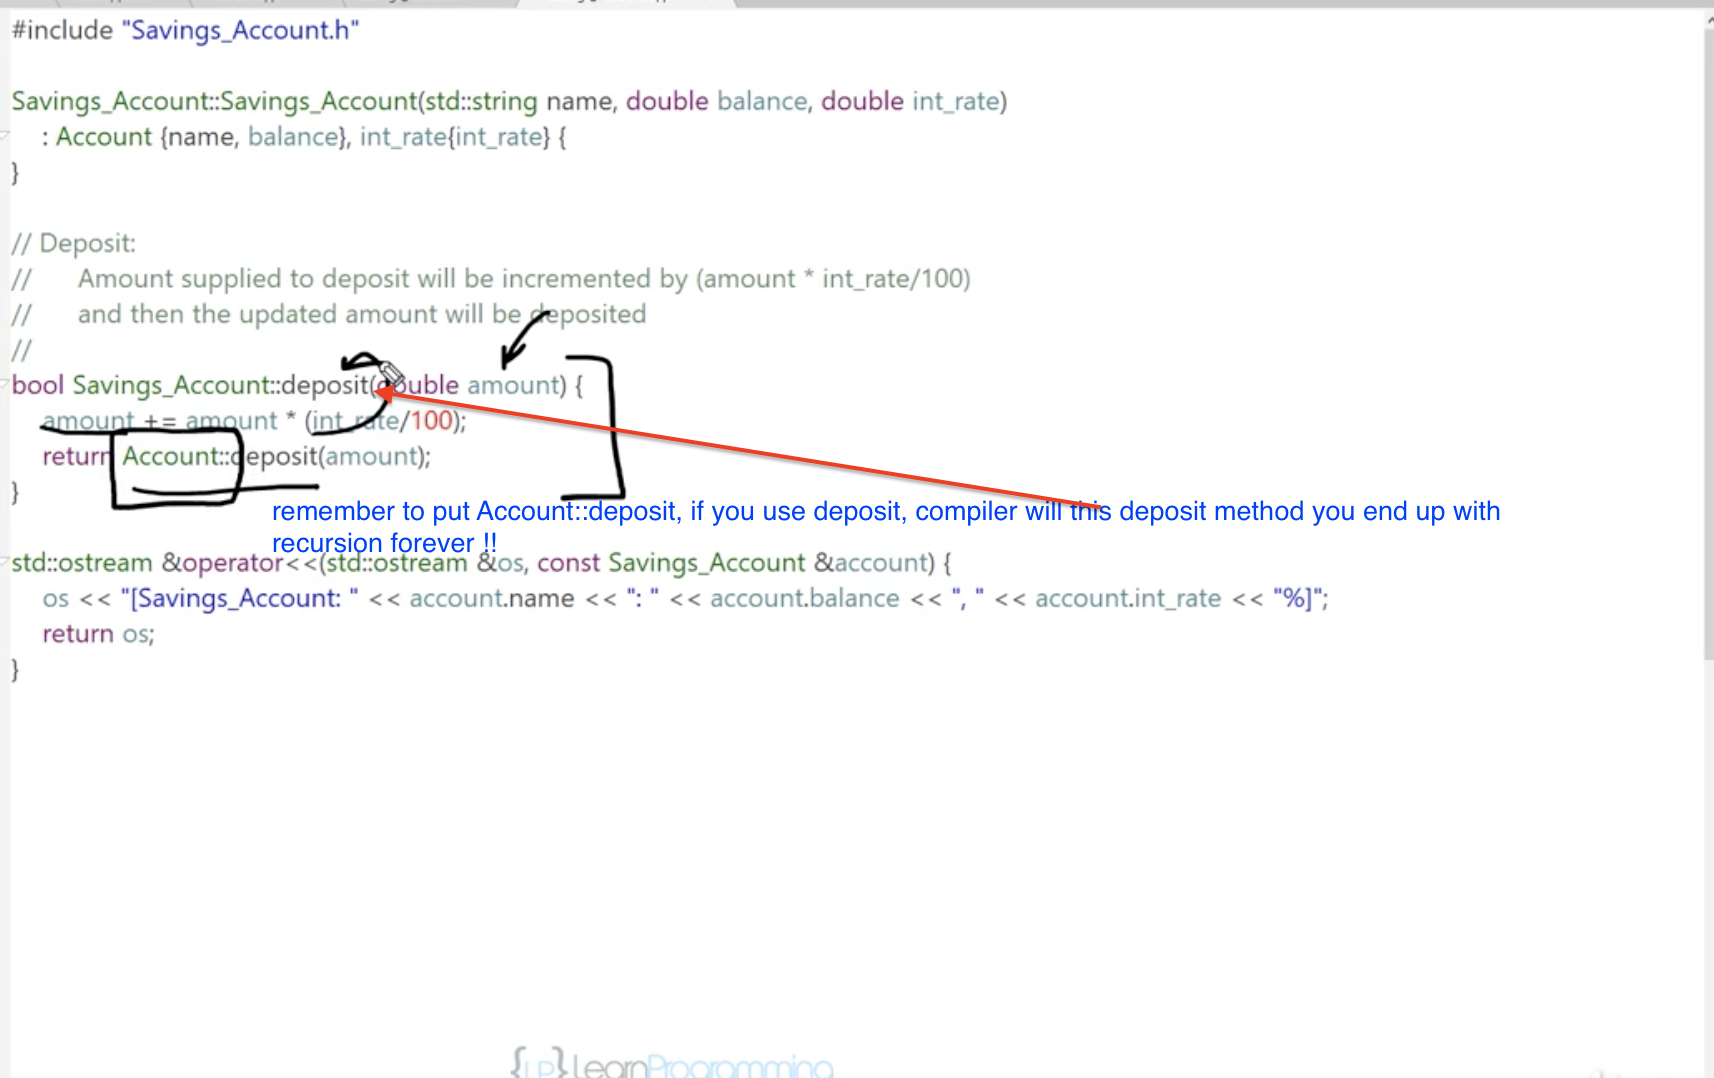 #include "Savings_Account.h"
Savings_Account::Savings_Account(std::string name, double balance, double int_rate)
: Account {name, balance}, int_rate{int_rate} {
}
// Deposit:
// Amount supplied to deposit will be incremented by (amount * int_rate/100)
// and then the updated amount will be deposited
//
bool Savings_Account::deposit(double amount) {
amount += amount * (int_rate/100);
return Account::deposit(amount);
}
remember to put Account::deposit, if you use deposit, compiler will this deposit method you end up with
recursion forever !!
std::ostream &operator<<(std::ostream &os, const Savings_Account &account) {
os << "[Savings_Account: " << account.name << ": " << account.balance << ", " << account.int_rate << "%]";
return os;
}
{LP}LearnProgramming